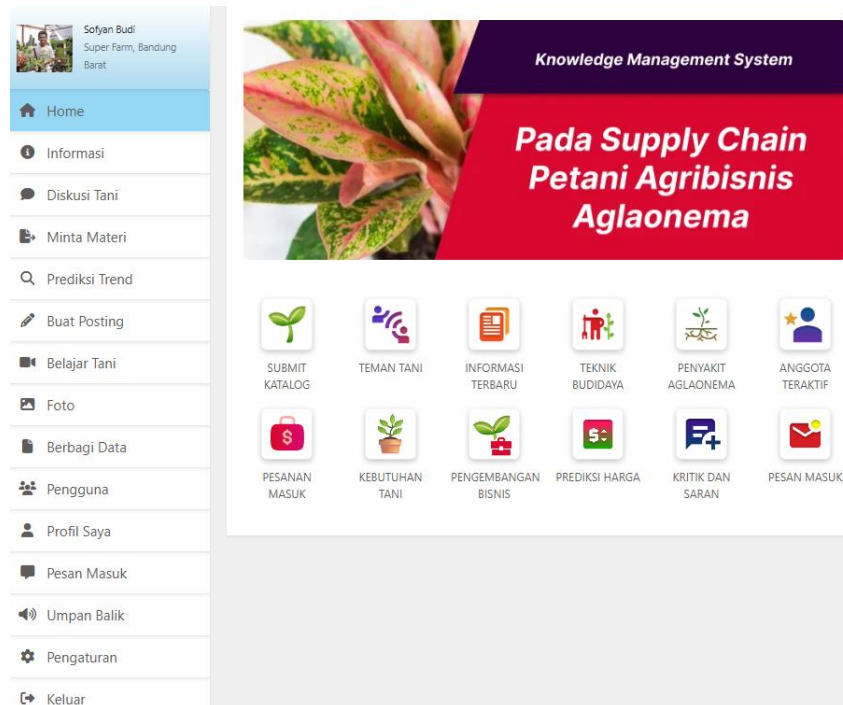 Sofyan Budi
Super Farm, Bandung
Barat
Home
Informasi
Diskusi Tani
Minta Materi
Prediksi Trend
Buat Posting
Belajar Tani
Foto
Berbagi Data
Pengguna
Profil Saya
Pesan Masuk
Umpan Balik
Pengaturan
Keluar
Knowledge Management System
Pada Supply Chain
Petani Agribisnis
Aglaonema
SUBMIT
KATALOG
TEMAN TANI
INFORMASI
TERBARU
TEKNIK
BUDIDAYA
PENYAKIT
AGLAONEMA
ANGGOTA
TERAKTIF
PESANAN
MASUK
KEBUTUHAN
TANI
PENGEMBANGAN
BISNIS
PREDIKSI HARGA
KRITIK DAN
SARAN
PESAN MASUK